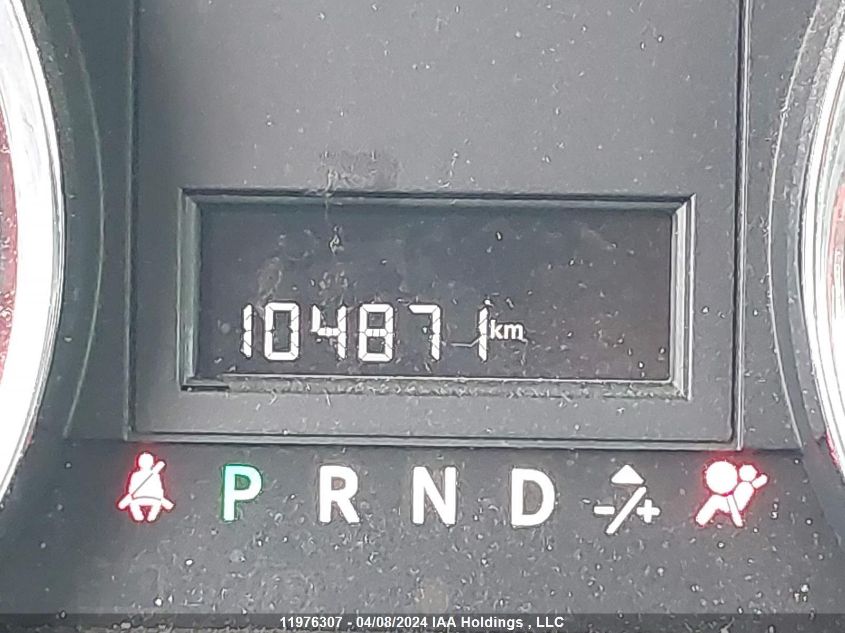 104871 km
P R N D -/+
11976307 - 04/08/2024 IAA Holdings , LLC